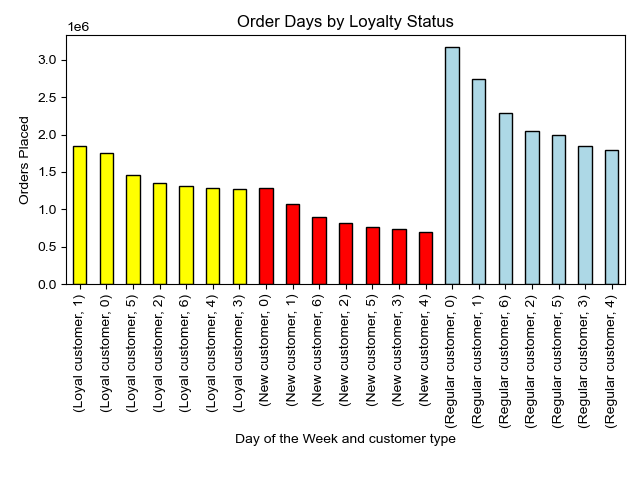 Order Days by Loyalty Status
1e6
3.0
2.5
2.0
1.5
1.0
0.5
0.0
Orders Placed
(Loyal customer, 1)
(Loyal customer, 0)
(Loyal customer, 5)
(Loyal customer, 2)
(Loyal customer, 6)
(Loyal customer, 4)
(Loyal customer, 3)
(New customer, 0)
(New customer, 1)
(New customer, 6)
(New customer, 2)
(New customer, 5)
(New customer, 3)
(New customer, 4)
(Regular customer, 0)
(Regular customer, 1)
(Regular customer, 6)
(Regular customer, 2)
(Regular customer, 5)
(Regular customer, 3)
(Regular customer, 4)
Day of the Week and customer type